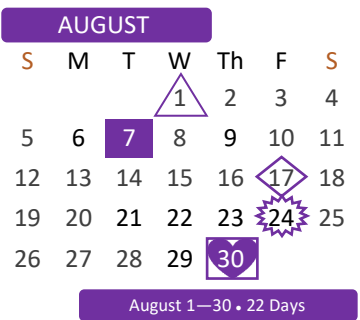 AUGUST
S M T W Th F S
1 2 3 4
5 6 7 8 9 10 11
12 13 14 15 16 17 18
19 20 21 22 23 24 25
26 27 28 29 30
August 1—30 • 22 Days